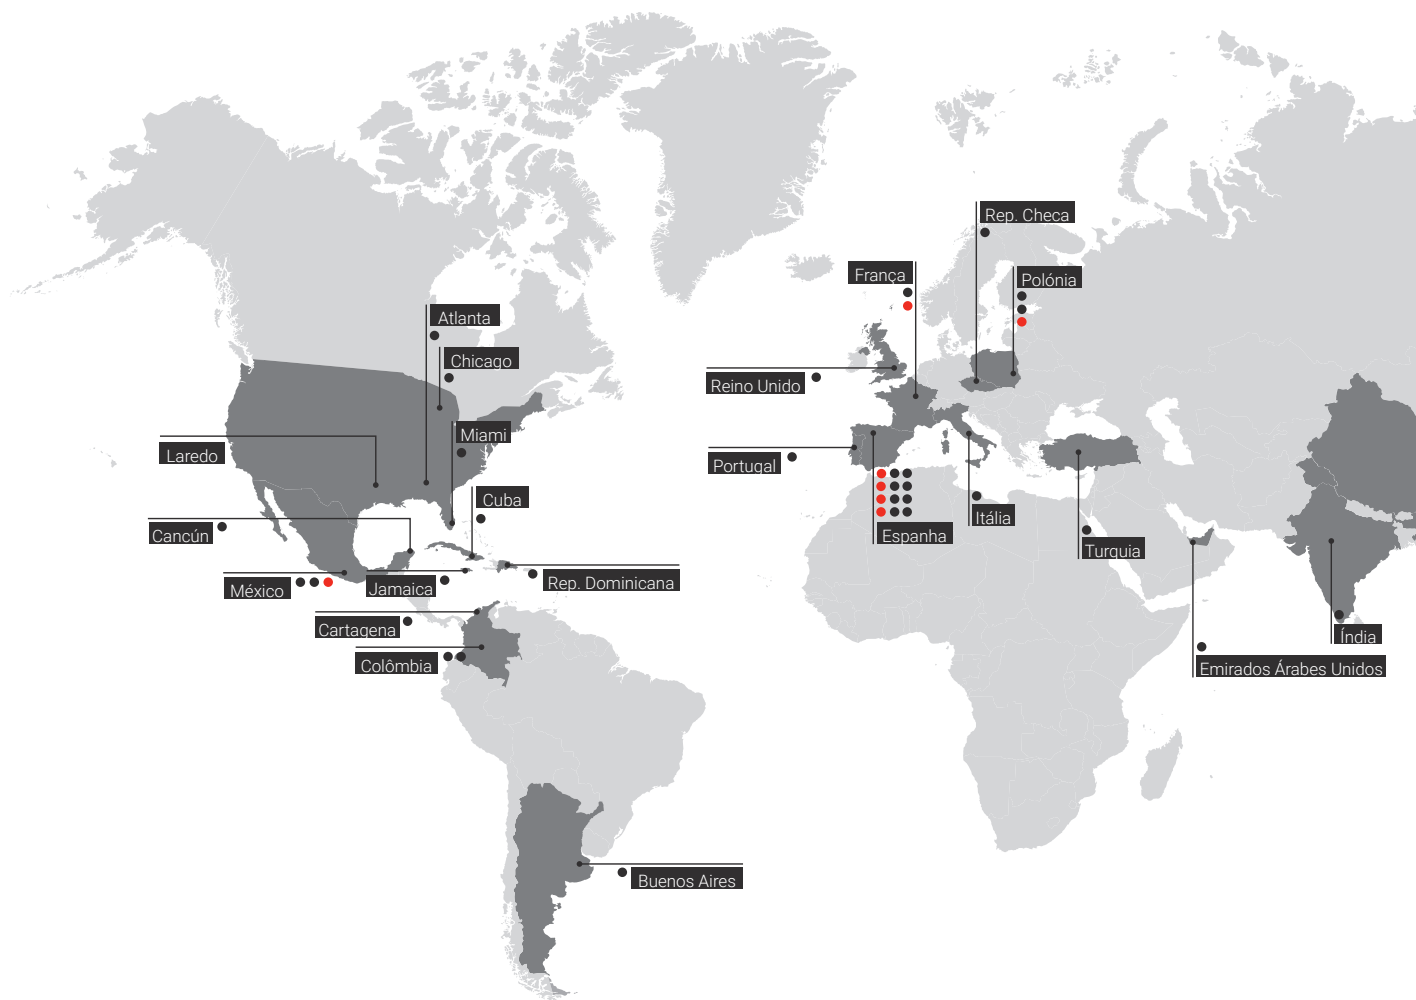 Rep. Checa
França
Polónia
Atlanta
Chicago
Reino Unido
Miami
Laredo
Portugal
Cuba
Itália
Cancún
Espanha
Turquia
México
Jamaica
Rep. Dominicana
Cartagena
Índia
Colômbia
Emirados Árabes Unidos
Buenos Aires